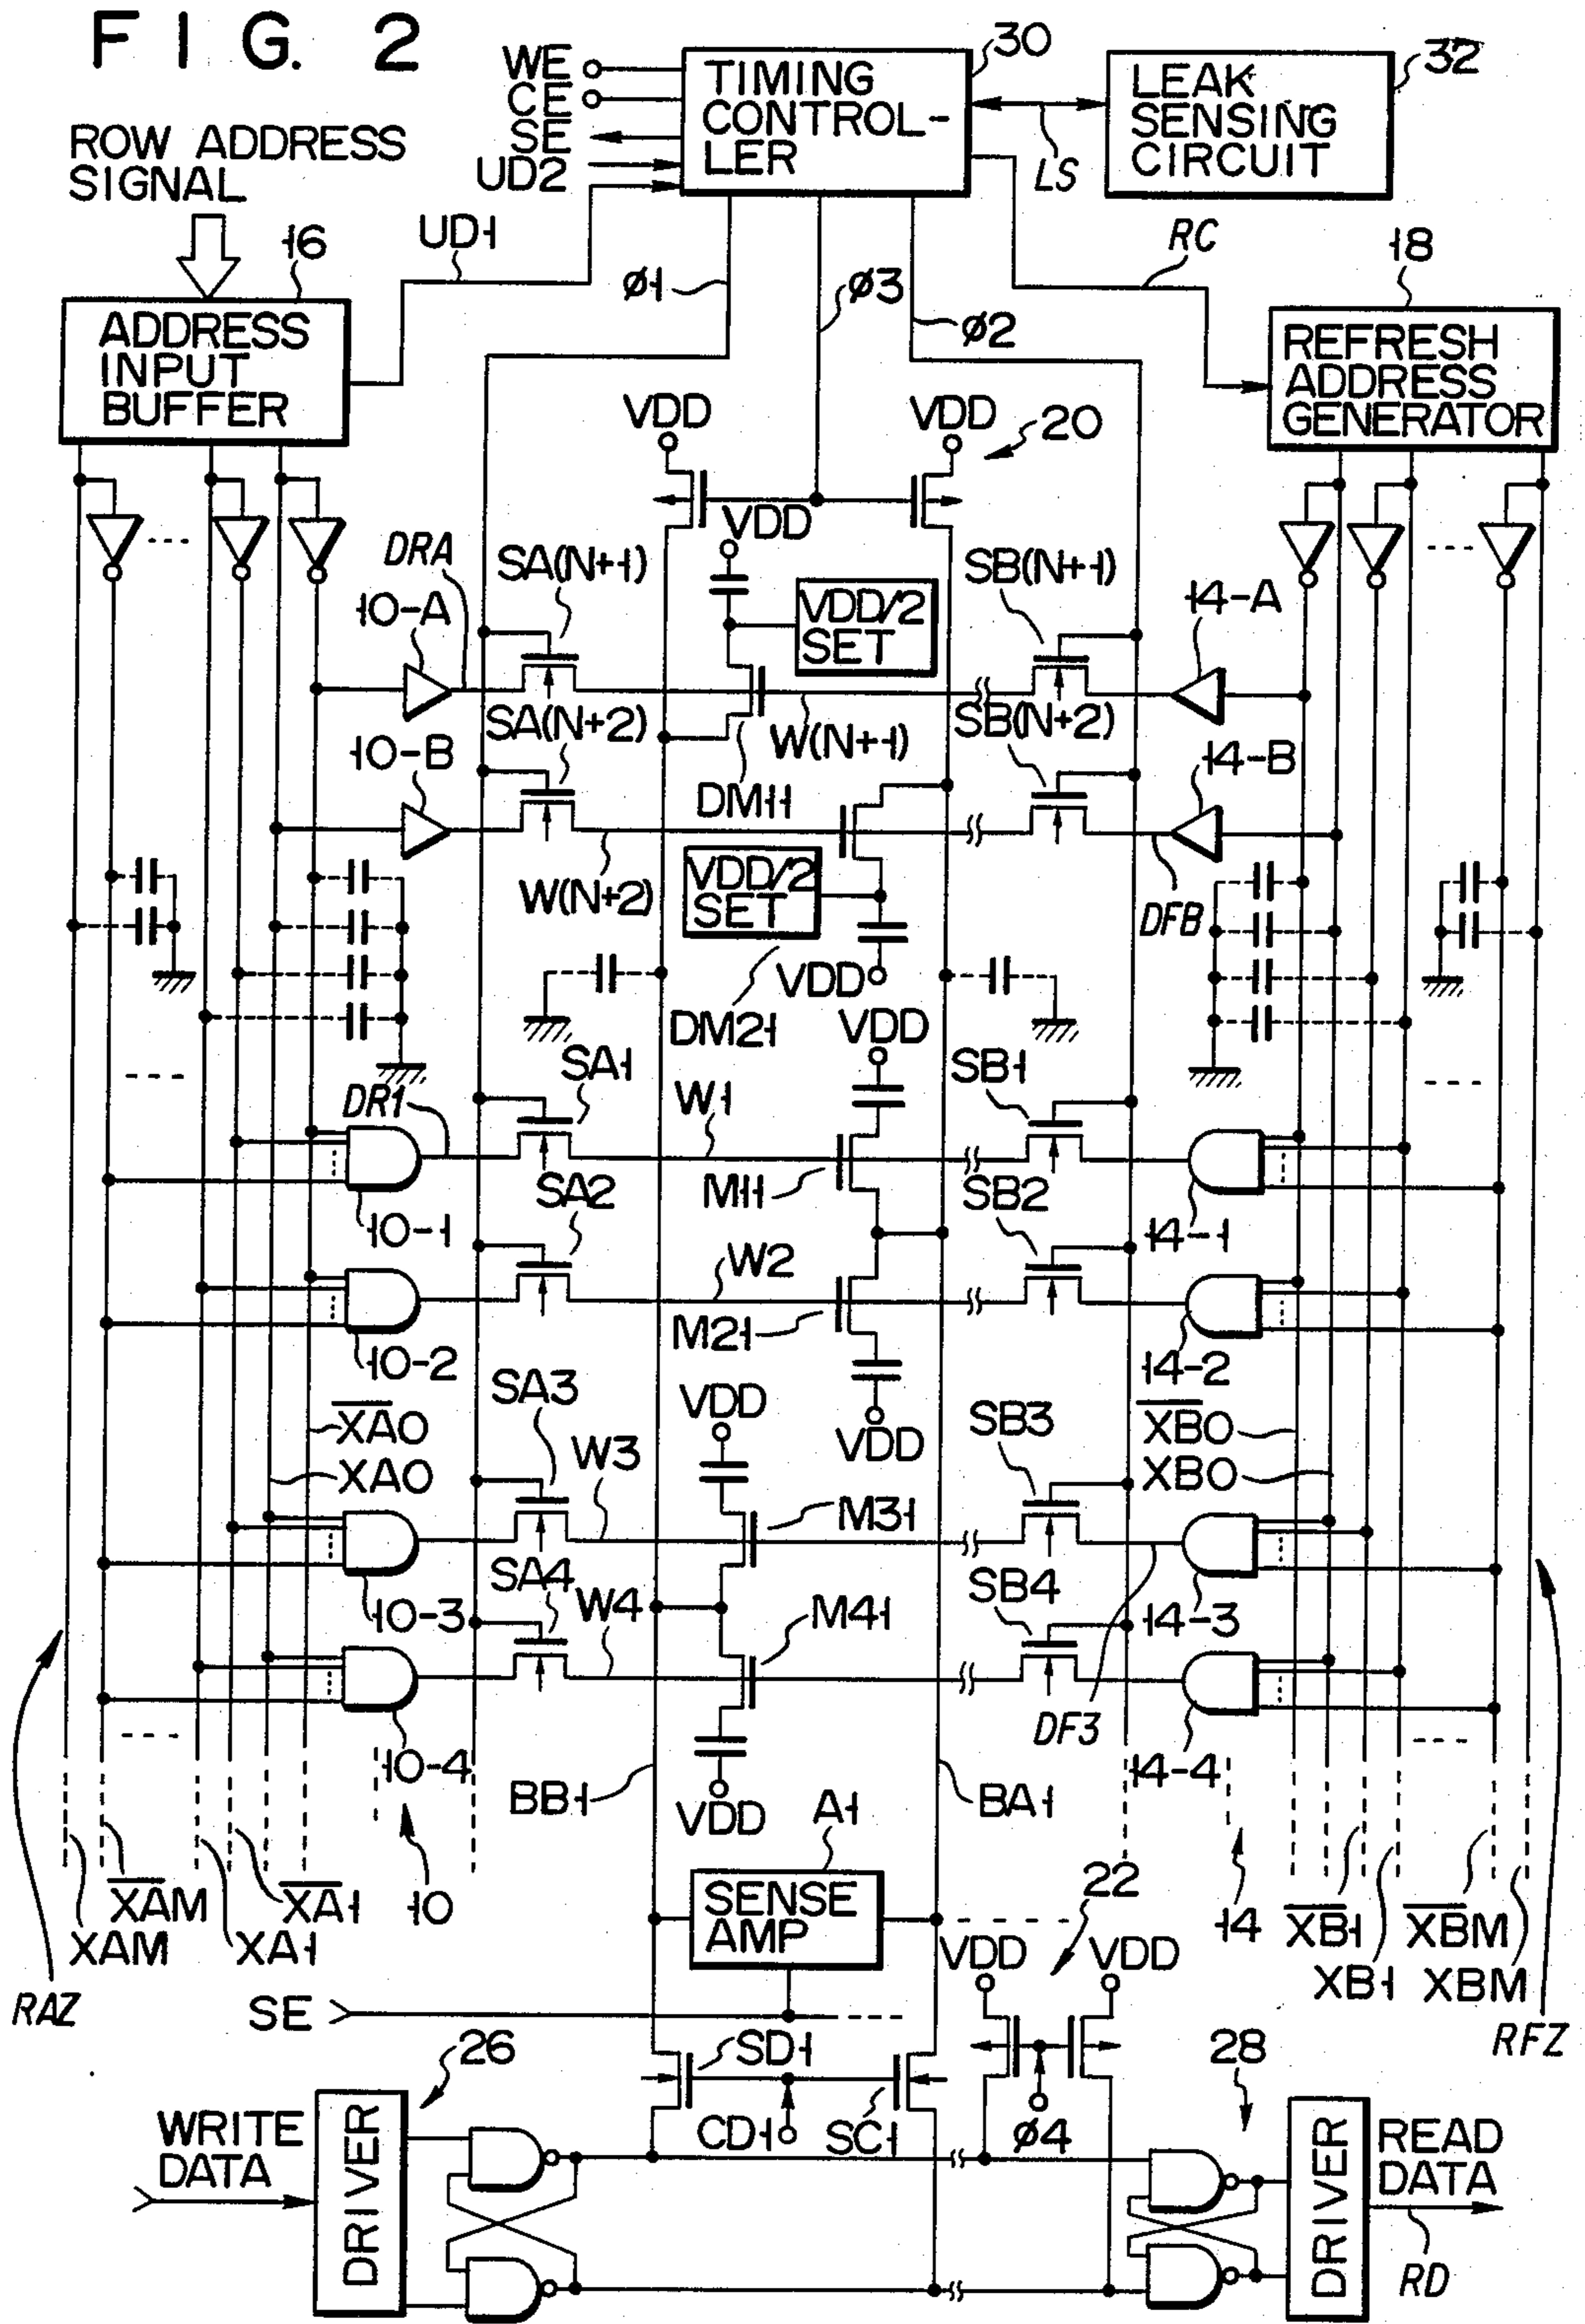 FIG. 2
WE
CE
SE
UD2
TIMING
CONTROL-
LER
30
LEAK
SENSING
CIRCUIT
32
LS
ROW ADDRESS
SIGNAL
16
UD1
ø1
ø3
ø2
RC
18
ADDRESS
INPUT
BUFFER
REFRESH
ADDRESS
GENERATOR
VDD
VDD
20
VDD
DRA
SA(N+1)
SB(N+1)
10-A
VDD/2
SET
14-A
SA(N+2)
W(N+1)
SB(N+2)
10-B
DM11
14-B
VDD/2
SET
W(N+2)
DFB
VDD
DM21
VDD
SA1
SB1
DR1
W1
M11
SA2
SB2
10-1
14-1
W2
M21
10-2
14-2
SA3
VDD
VDD
SB3
X̅A̅0
XA0
W3
X̅B̅0
XB0
M31
SA4
W4
SB4
10-3
M41
14-3
DF3
10-4
14-4
BB1
VDD
A1
BA1
X̅A̅M
XAM
X̅A̅1
XA1
10
SENSE
AMP
22
14
X̅B̅1
XB1
X̅B̅M
XBM
VDD
VDD
RAZ
SE
RFZ
26
SD1
28
CD1
SC1
ø4
WRITE
DATA
DRIVER
DRIVER
READ
DATA
RD